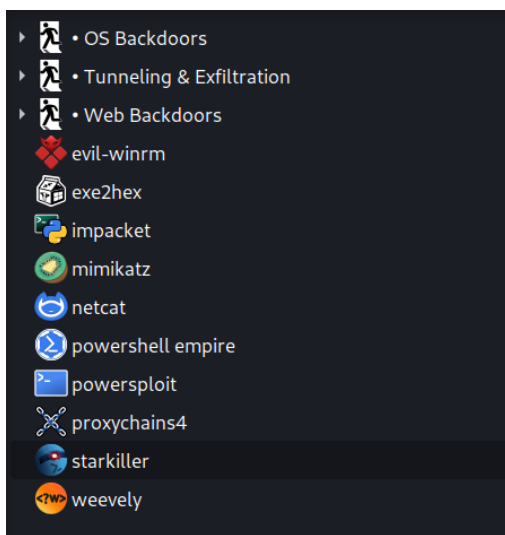 • OS Backdoors
• Tunneling & Exfiltration
• Web Backdoors
evil-winrm
exe2hex
impacket
mimikatz
netcat
powershell empire
powersploit
proxychains4
starkiller
<?w> weevely